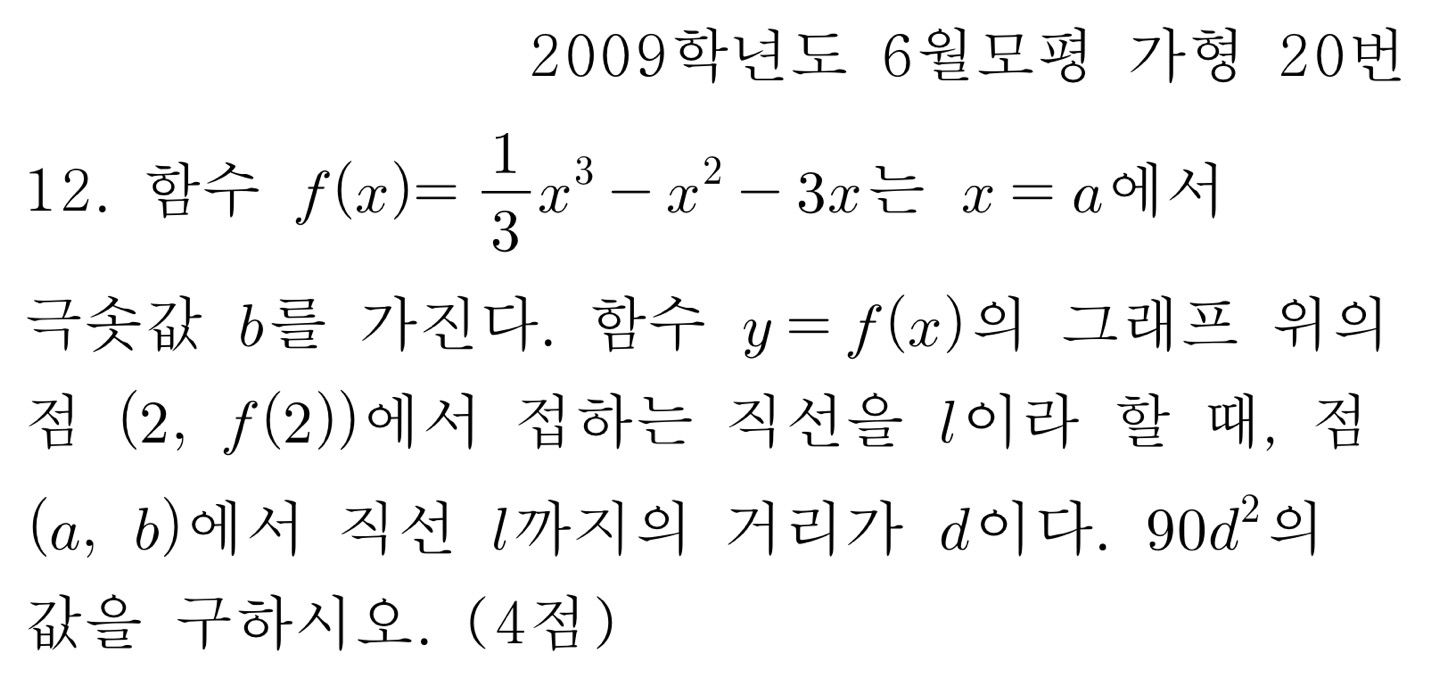 2009학년도 6월모평 가형 20번
12. 함수 f(x)= \frac{1}{3}x^3 - x^2 - 3x는 x = a에서
극솟값 b를 가진다. 함수 y = f(x)의 그래프 위의
점 (2, f(2))에서 접하는 직선을 l이라 할 때, 점
(a, b)에서 직선 l까지의 거리가 d이다. 90d^2의
값을 구하시오. (4점)